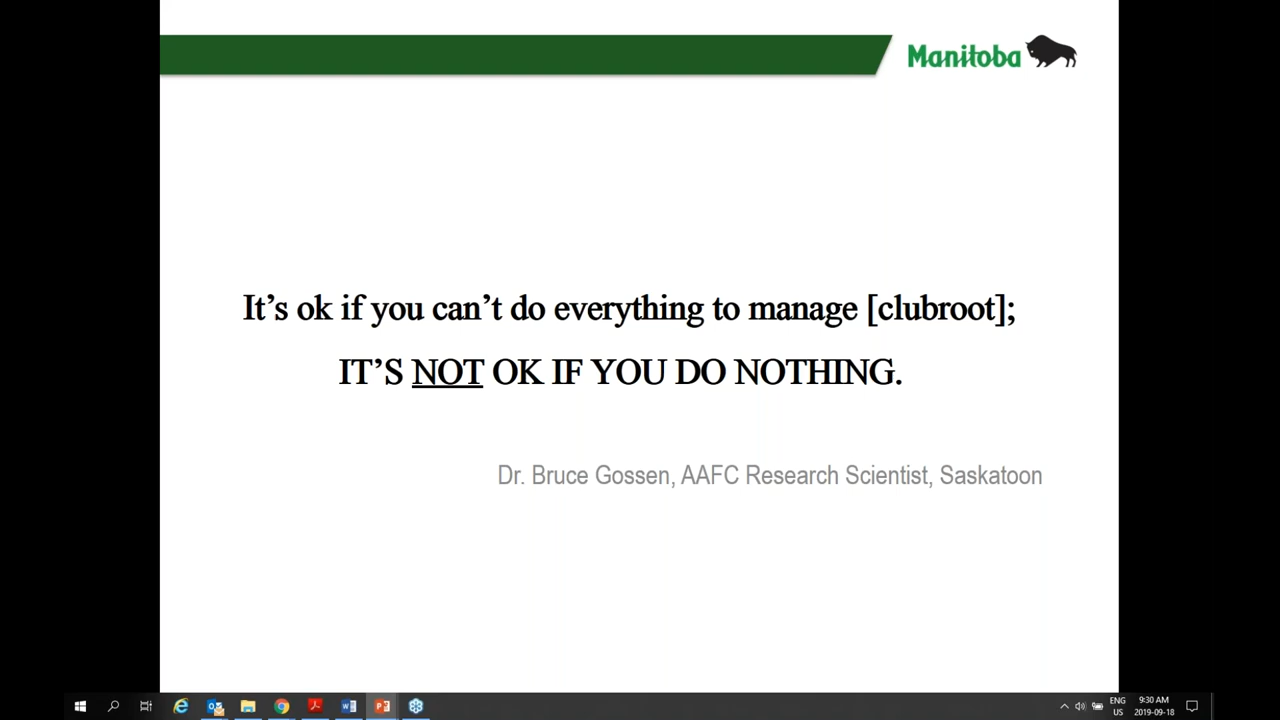 Manitoba
It’s ok if you can’t do everything to manage [clubroot];
IT’S NOT OK IF YOU DO NOTHING.
Dr. Bruce Gossen, AAFC Research Scientist, Saskatoon
ENG
US
9:30 AM
2019-09-18